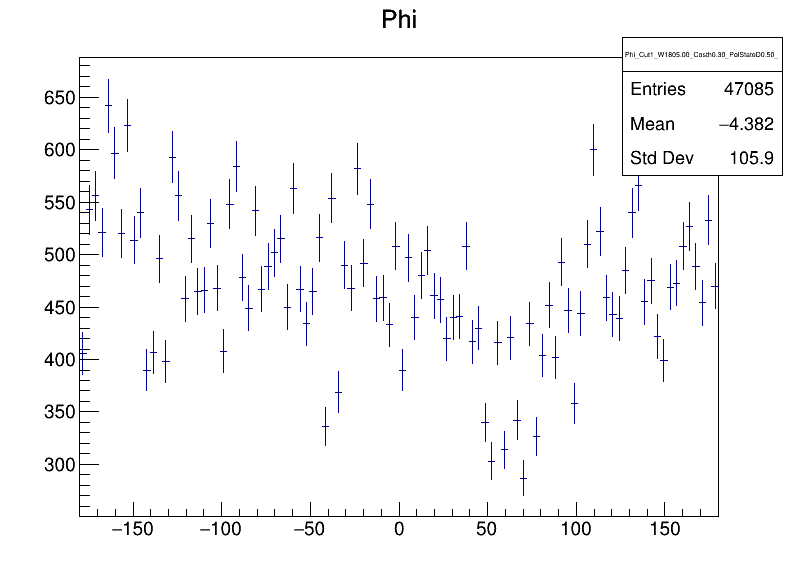 Phi
Phi_Cut1_W1805.00_Costh0.30_PolStateD0.50_
Entries 47085
Mean −4.382
Std Dev 105.9
650
600
550
500
450
400
350
300
−150 −100 −50 0 50 100 150